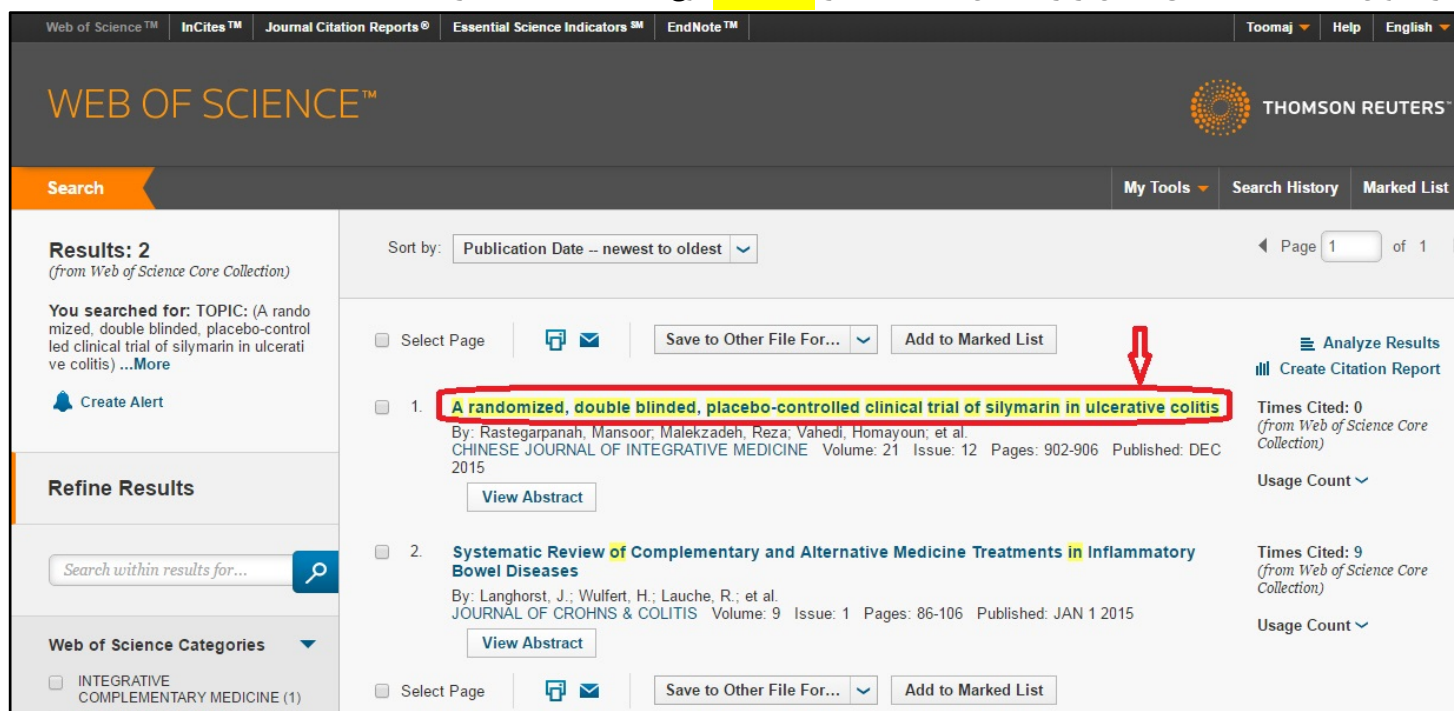 Web of Science™ InCites™ Journal Citation Reports® Essential Science Indicators ℠ EndNote™ Toomaj Help English
WEB OF SCIENCE™
THOMSON REUTERS™
Search My Tools Search History Marked List
Results: 2
(from Web of Science Core Collection)
You searched for: TOPIC: (A rando
mized, double blinded, placebo-control
led clinical trial of silymarin in ulcerati
ve colitis) ...More
Create Alert
Refine Results
Search within results for...
Web of Science Categories
INTEGRATIVE
COMPLEMENTARY MEDICINE (1)
Sort by: Publication Date -- newest to oldest
Page 1 of 1
Select Page Save to Other File For... Add to Marked List
Analyze Results
Create Citation Report
1. A randomized, double blinded, placebo-controlled clinical trial of silymarin in ulcerative colitis
By: Rastegarpanah, Mansoor; Malekzadeh, Reza; Vahedi, Homayoun; et al.
CHINESE JOURNAL OF INTEGRATIVE MEDICINE Volume: 21 Issue: 12 Pages: 902-906 Published: DEC
2015
View Abstract
Times Cited: 0
(from Web of Science Core
Collection)
Usage Count
2. Systematic Review of Complementary and Alternative Medicine Treatments in Inflammatory
Bowel Diseases
By: Langhorst, J.; Wulfert, H.; Lauche, R.; et al.
JOURNAL OF CROHNS & COLITIS Volume: 9 Issue: 1 Pages: 86-106 Published: JAN 1 2015
View Abstract
Times Cited: 9
(from Web of Science Core
Collection)
Usage Count
Select Page Save to Other File For... Add to Marked List